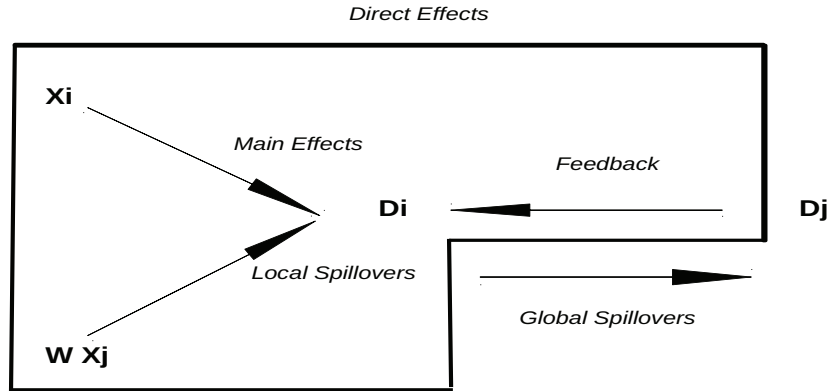 Direct Effects
Xi
Main Effects
Feedback
Di
Dj
Local Spillovers
Global Spillovers
W Xj